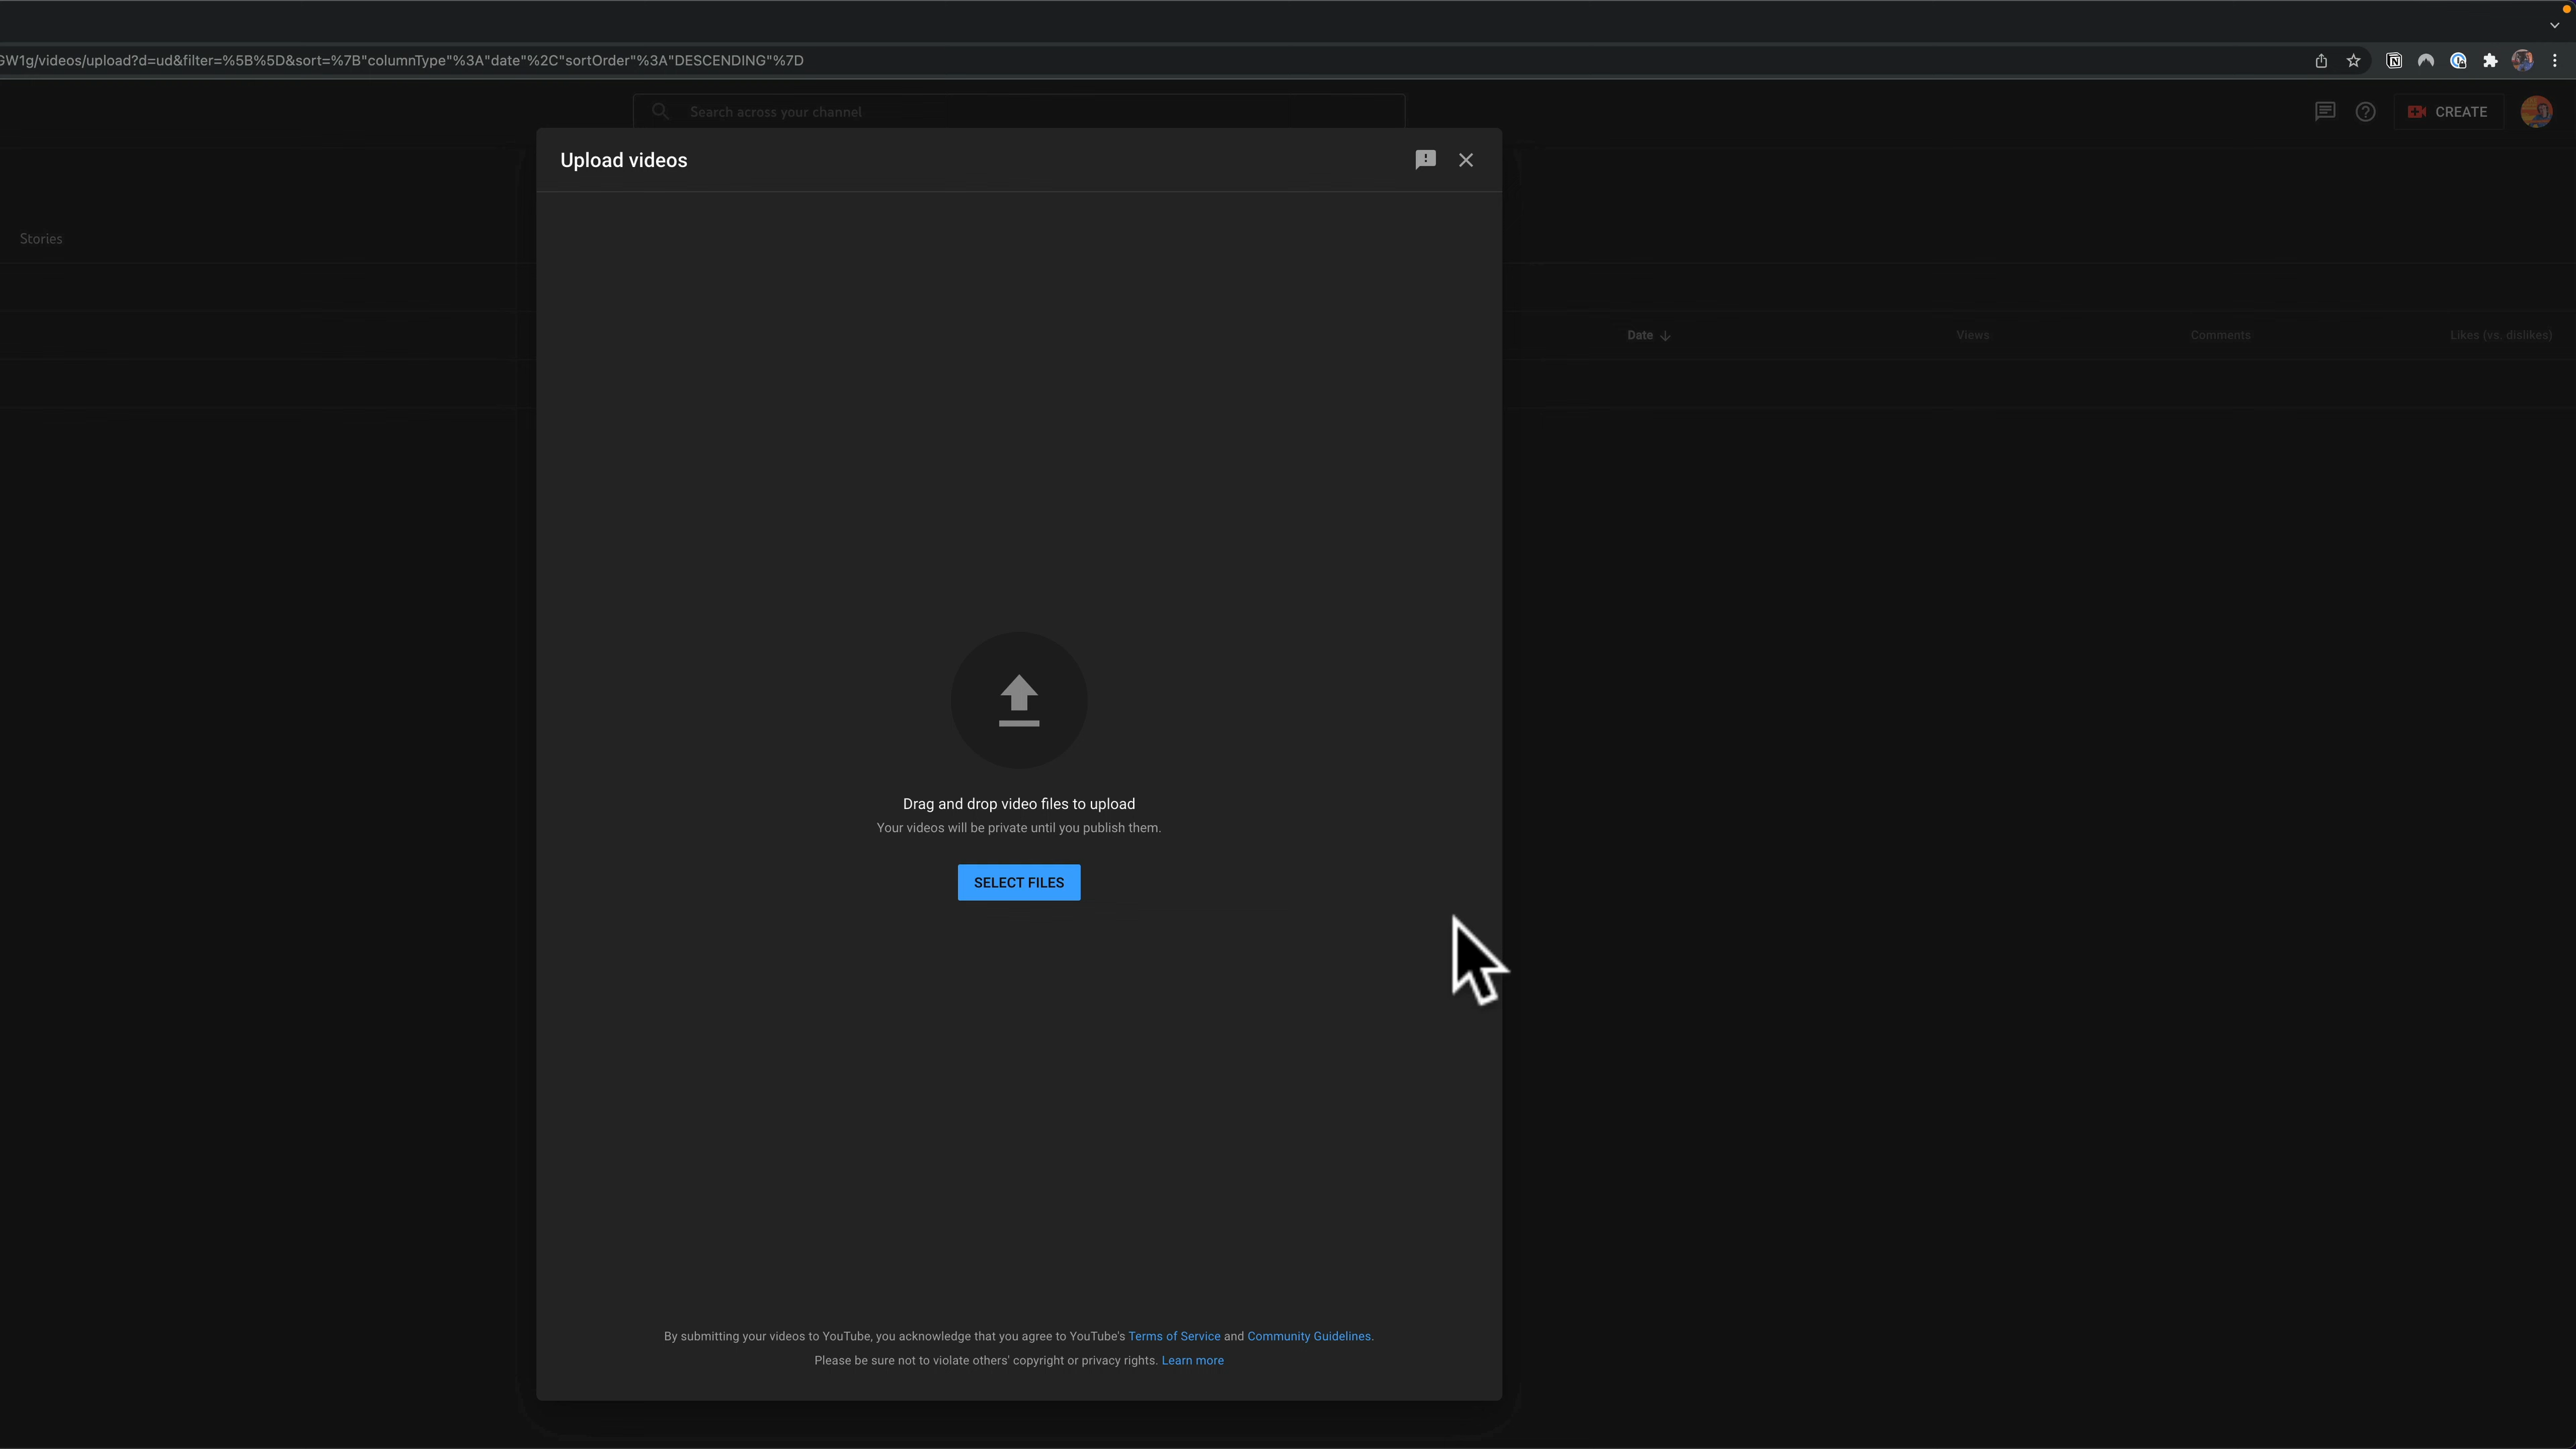 GW1g/videos/upload?d=ud&filter=%5B%5D&sort=%7B"columnType"%3A"date"%2C"sortOrder"%3A"DESCENDING"%7D
Search across your channel
CREATE
Upload videos
Stories
Date
Views
Comments
Likes (vs. dislikes)
Drag and drop video files to upload
Your videos will be private until you publish them.
SELECT FILES
By submitting your videos to YouTube, you acknowledge that you agree to YouTube's Terms of Service and Community Guidelines.
Please be sure not to violate others' copyright or privacy rights. Learn more